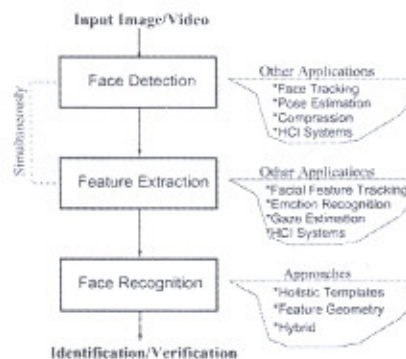 Input Image/Video
Face Detection
Simultaneously
Other Applications
*Face Tracking
*Pose Estimation
*Compression
*HCI Systems
Feature Extraction
Other Applications
*Facial Feature Tracking
*Emotion Recognition
*Gaze Estimation
*HCI Systems
Face Recognition
Approaches
*Holistic Templates
*Feature Geometry
*Hybrid
Identification/Verification